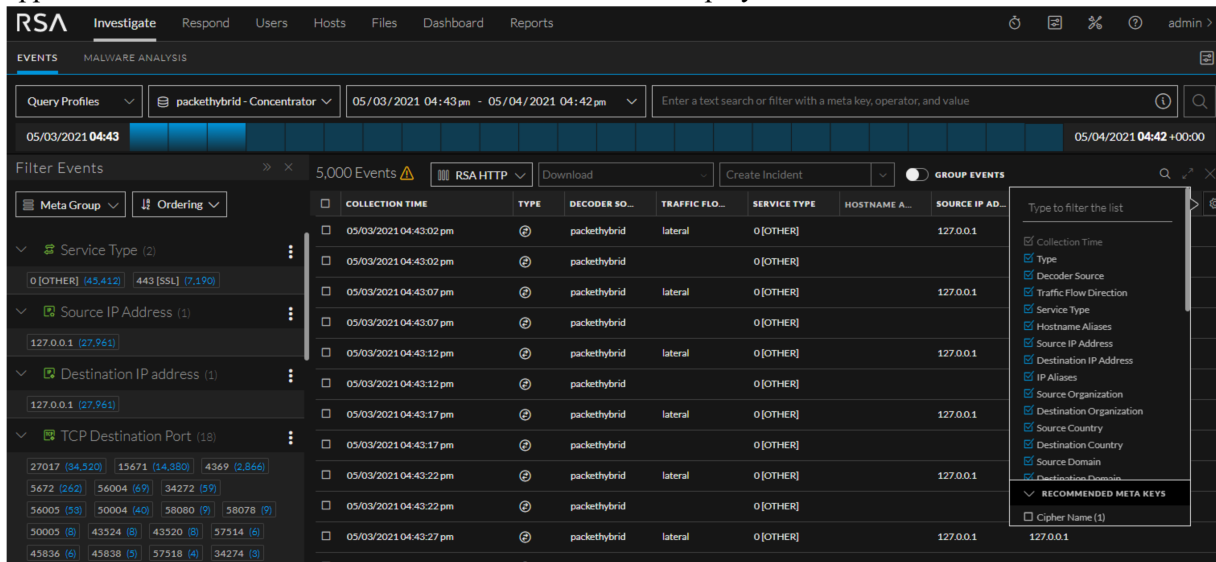 RSA Investigate Respond Users Hosts Files Dashboard Reports admin >
EVENTS MALWARE ANALYSIS
Query Profiles packethybrid - Concentrator 05/03/2021 04:43 pm - 05/04/2021 04:42 pm Enter a text search or filter with a meta key, operator, and value
05/03/2021 04:43 05/04/2021 04:42 +00:00
Filter Events
Meta Group Ordering
Service Type (2)
0 [OTHER] (45,412) 443 [SSL] (7,190)
Source IP Address (1)
127.0.0.1 (27,961)
Destination IP address (1)
127.0.0.1 (27,961)
TCP Destination Port (18)
27017 (34,520) 15671 (14,380) 4369 (2,866)
5672 (262) 56004 (69) 34272 (59)
56005 (53) 50004 (40) 58080 (9) 58078 (9)
50005 (8) 43524 (8) 43520 (8) 57514 (6)
45836 (6) 45838 (5) 57518 (4) 34274 (3)
5,000 Events RSA HTTP Download Create Incident GROUP EVENTS
COLLECTION TIME TYPE DECODER SO... TRAFFIC FLO... SERVICE TYPE HOSTNAME A... SOURCE IP AD...
05/03/2021 04:43:02 pm packethybrid lateral 0 [OTHER] 127.0.0.1
05/03/2021 04:43:02 pm packethybrid 0 [OTHER]
05/03/2021 04:43:07 pm packethybrid lateral 0 [OTHER] 127.0.0.1
05/03/2021 04:43:07 pm packethybrid 0 [OTHER]
05/03/2021 04:43:12 pm packethybrid lateral 0 [OTHER] 127.0.0.1
05/03/2021 04:43:12 pm packethybrid 0 [OTHER]
05/03/2021 04:43:17 pm packethybrid lateral 0 [OTHER] 127.0.0.1
05/03/2021 04:43:17 pm packethybrid 0 [OTHER]
05/03/2021 04:43:22 pm packethybrid lateral 0 [OTHER] 127.0.0.1
05/03/2021 04:43:22 pm packethybrid 0 [OTHER]
05/03/2021 04:43:27 pm packethybrid lateral 0 [OTHER] 127.0.0.1 127.0.0.1
Type to filter the list
Collection Time
Type
Decoder Source
Traffic Flow Direction
Service Type
Hostname Aliases
Source IP Address
Destination IP Address
IP Aliases
Source Organization
Destination Organization
Source Country
Destination Country
Source Domain
Destination Domain
RECOMMENDED META KEYS
Cipher Name (1)